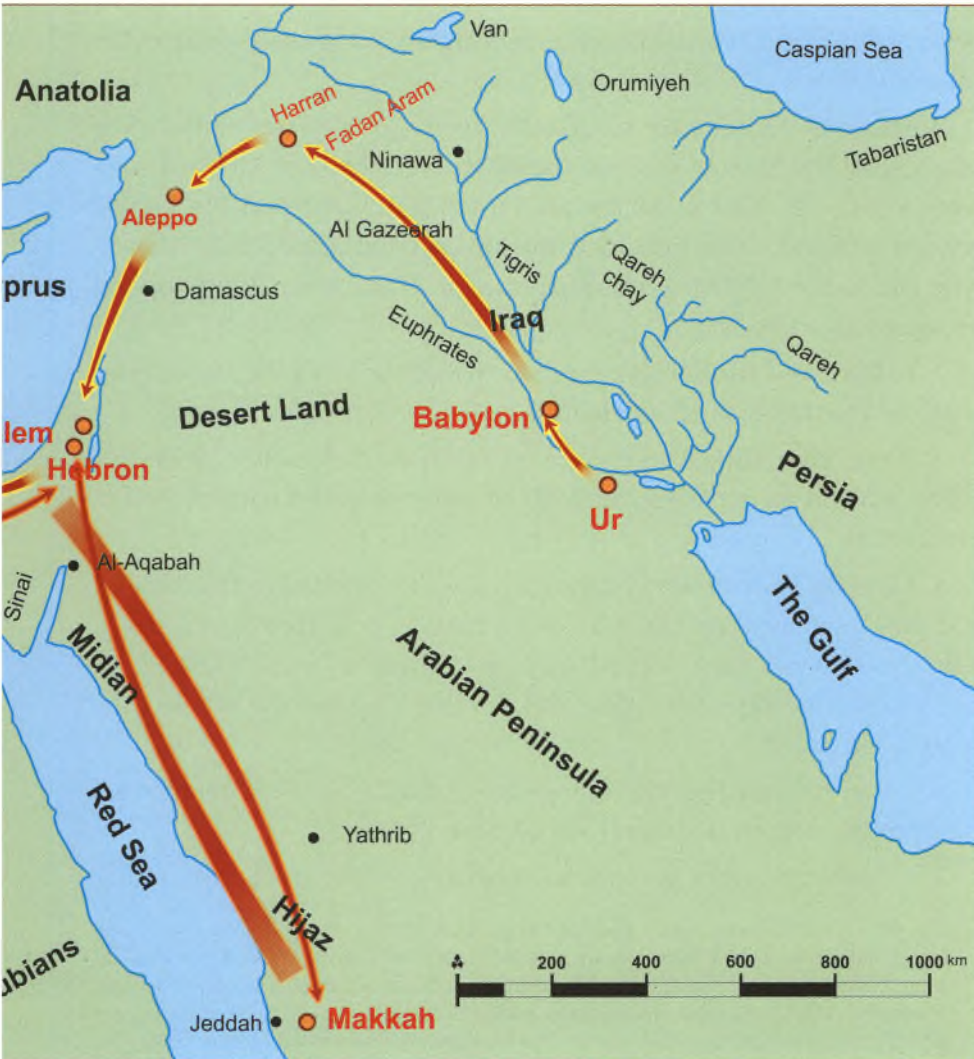 Van
Caspian Sea
Anatolia
Orumiyeh
Harran
Fadan Aram
Ninawa
Tabaristan
Aleppo
Al Gazeerah
Tigris
Qareh
chay
prus
Damascus
Iraq
Euphrates
Qareh
Desert Land
Babylon
lem
Hebron
Persia
Ur
Al-Aqabah
Sinai
The Gulf
Midian
Arabian Peninsula
Red Sea
Yathrib
Hijaz
ubians
200 400 600 800 1000 km
Jeddah
Makkah